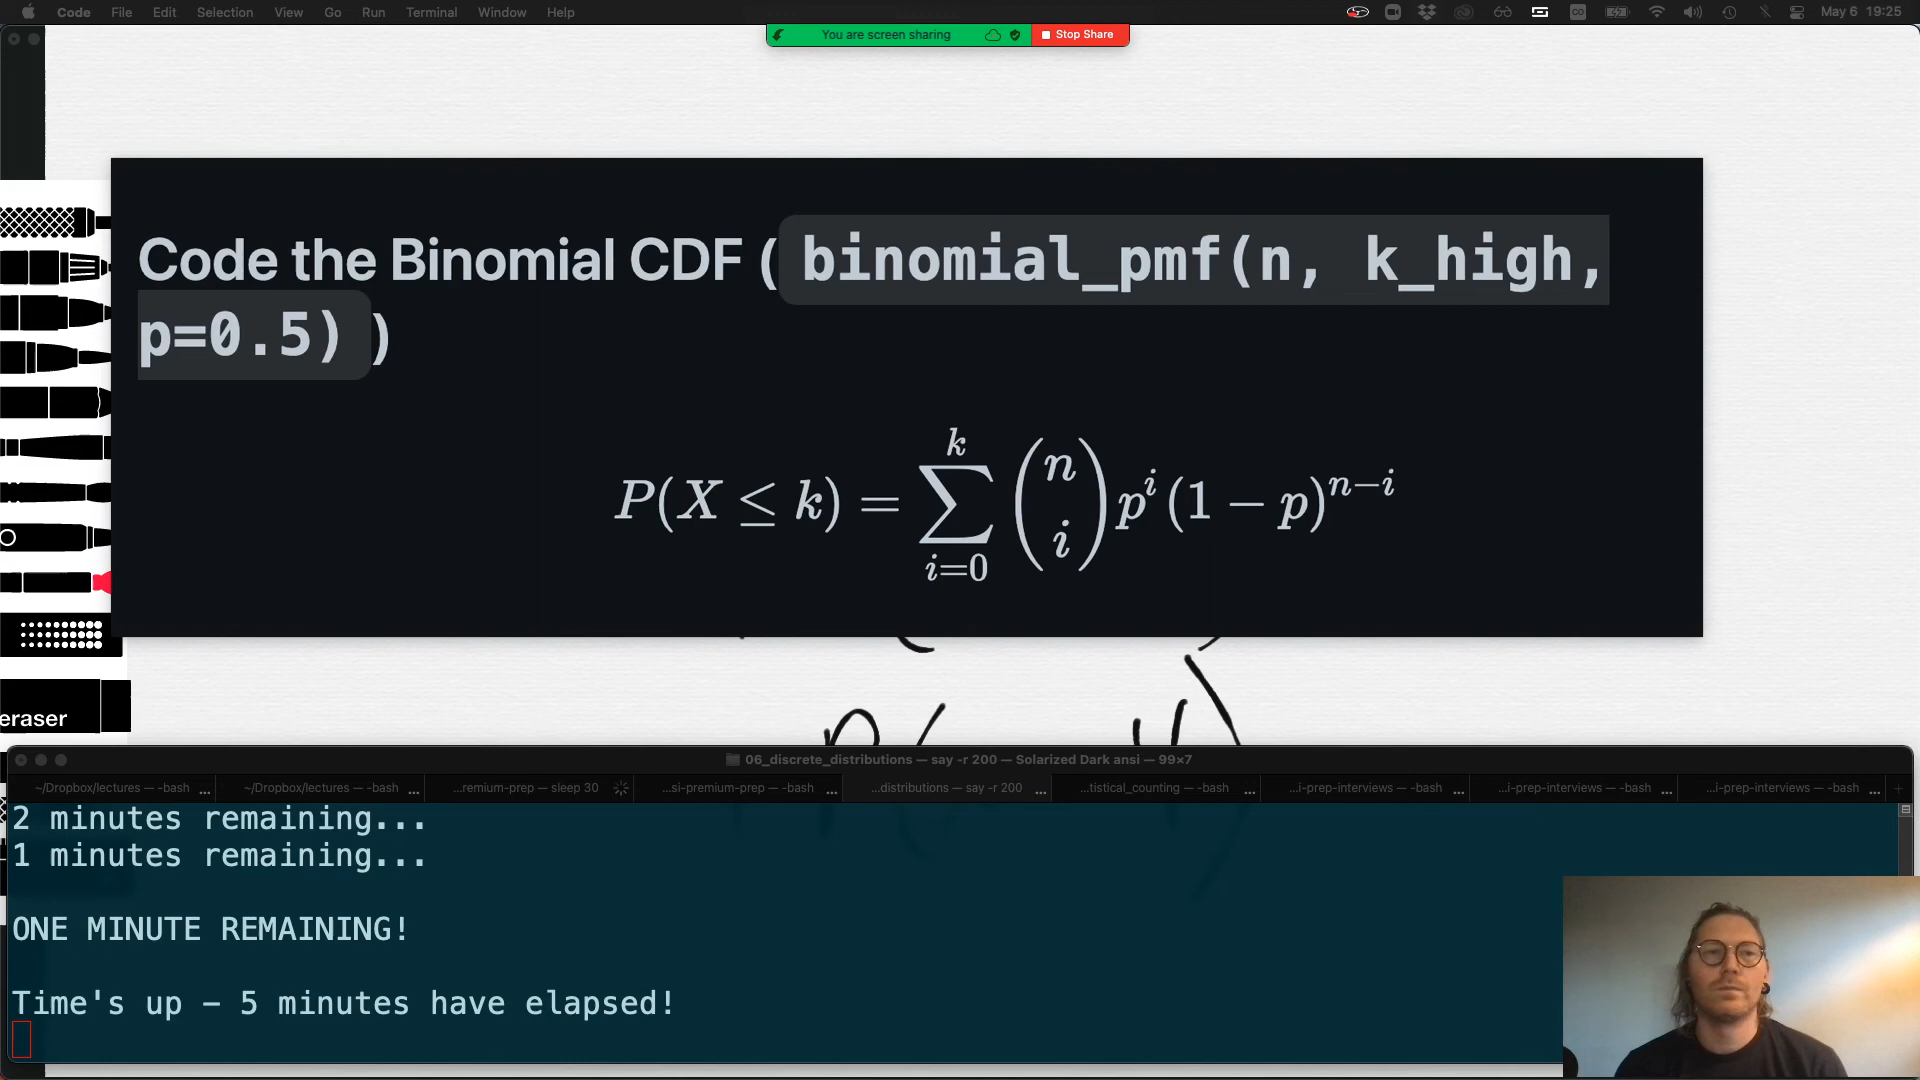 Code File Edit Selection View Go Run Terminal Window Help May 6 19:25
You are screen sharing Stop Share
Code the Binomial CDF ( binomial_pmf(n, k_high,
p=0.5) )
P(X ≤ k) = ∑_{i=0}^{k} \binom{n}{i} p^i (1 − p)^{n−i}
eraser
06_discrete_distributions — say -r 200 — Solarized Dark ansi — 99×7
~/Dropbox/lectures — -bash ... ~/Dropbox/lectures — -bash ... ...remium-prep — sleep 30 ...si-premium-prep — -bash ... ...distributions — say -r 200 ... ...tistical_counting — -bash ... ...i-prep-interviews — -bash ... ...i-prep-interviews — -bash ... ...i-prep-interviews — -bash ...
2 minutes remaining...
1 minutes remaining...
ONE MINUTE REMAINING!
Time's up - 5 minutes have elapsed!